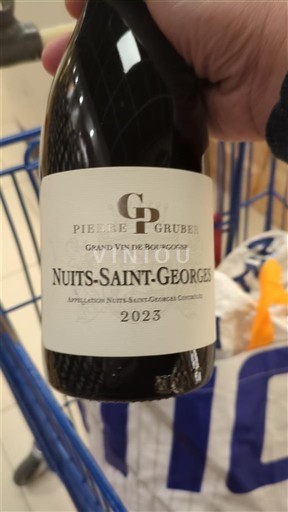 GP
PIERRE GRUBER
GRAND VIN DE BOURGOGNE
VINIOU
NUITS-SAINT-GEORGES
APPELLATION NUITS-SAINT-GEORGES CONTRÔLÉE
2023